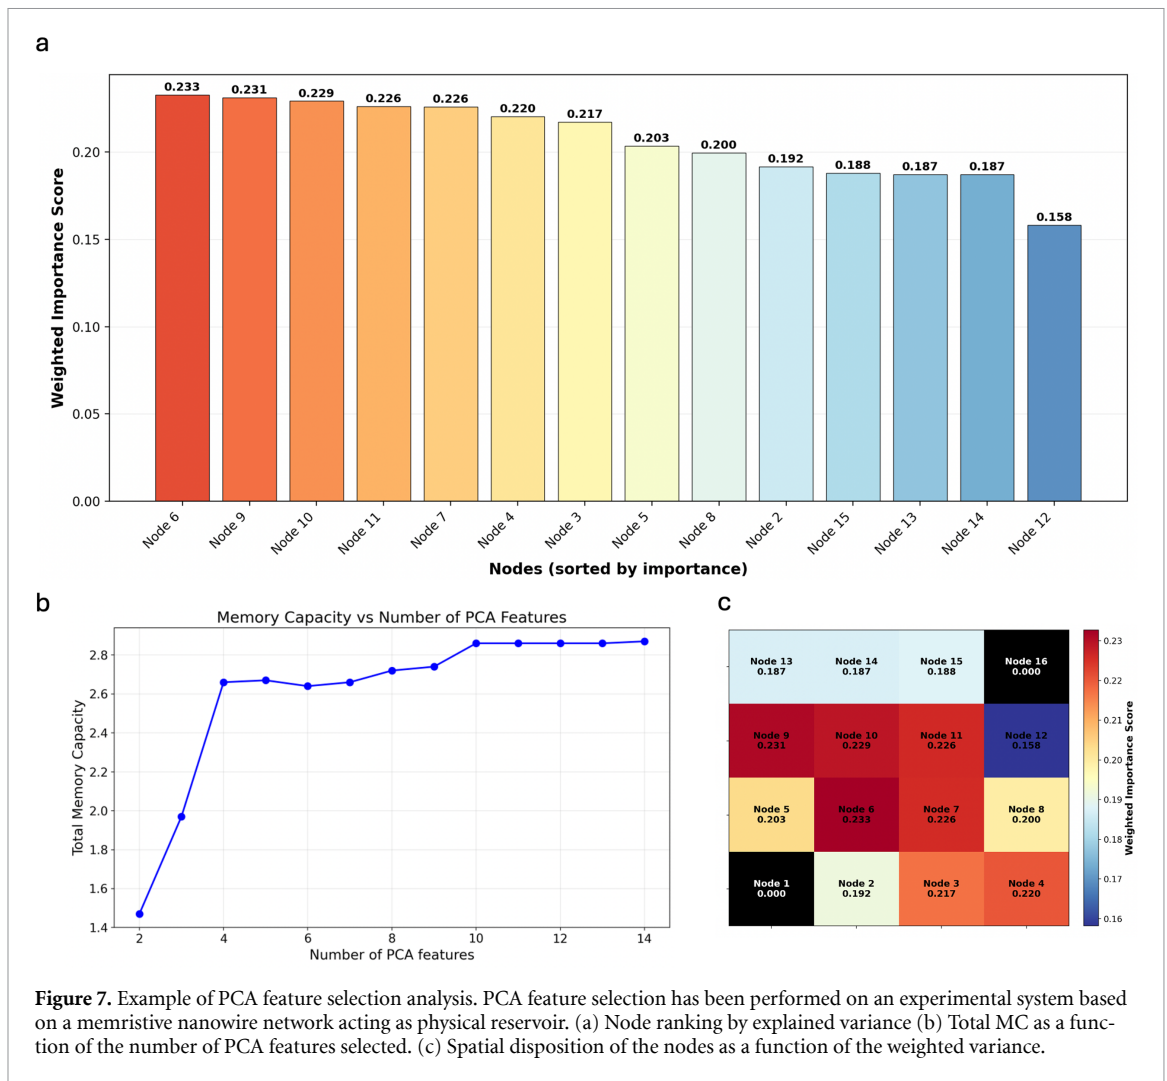 a
0.233
0.231
0.229
0.226
0.226
0.220
0.217
0.203
0.200
0.192
0.188
0.187
0.187
0.158
Weighted Importance Score
0.20
0.15
0.10
0.05
0.00
Node 6
Node 9
Node 10
Node 11
Node 7
Node 4
Node 3
Node 5
Node 8
Node 2
Node 15
Node 13
Node 14
Node 12
Nodes (sorted by importance)
b
Memory Capacity vs Number of PCA Features
Total Memory Capacity
2.8
2.6
2.4
2.2
2.0
1.8
1.6
1.4
2 4 6 8 10 12 14
Number of PCA features
c
Node 13 Node 14 Node 15 Node 16
0.187 0.187 0.188 0.000
Node 9 Node 10 Node 11 Node 12
0.231 0.229 0.226 0.158
Node 5 Node 6 Node 7 Node 8
0.203 0.233 0.226 0.200
Node 1 Node 2 Node 3 Node 4
0.000 0.192 0.217 0.220
0.23
0.22
0.21
0.20
0.19
0.18
0.17
0.16
Weighted Importance Score
Figure 7. Example of PCA feature selection analysis. PCA feature selection has been performed on an experimental system based
on a memristive nanowire network acting as physical reservoir. (a) Node ranking by explained variance (b) Total MC as a func-
tion of the number of PCA features selected. (c) Spatial disposition of the nodes as a function of the weighted variance.